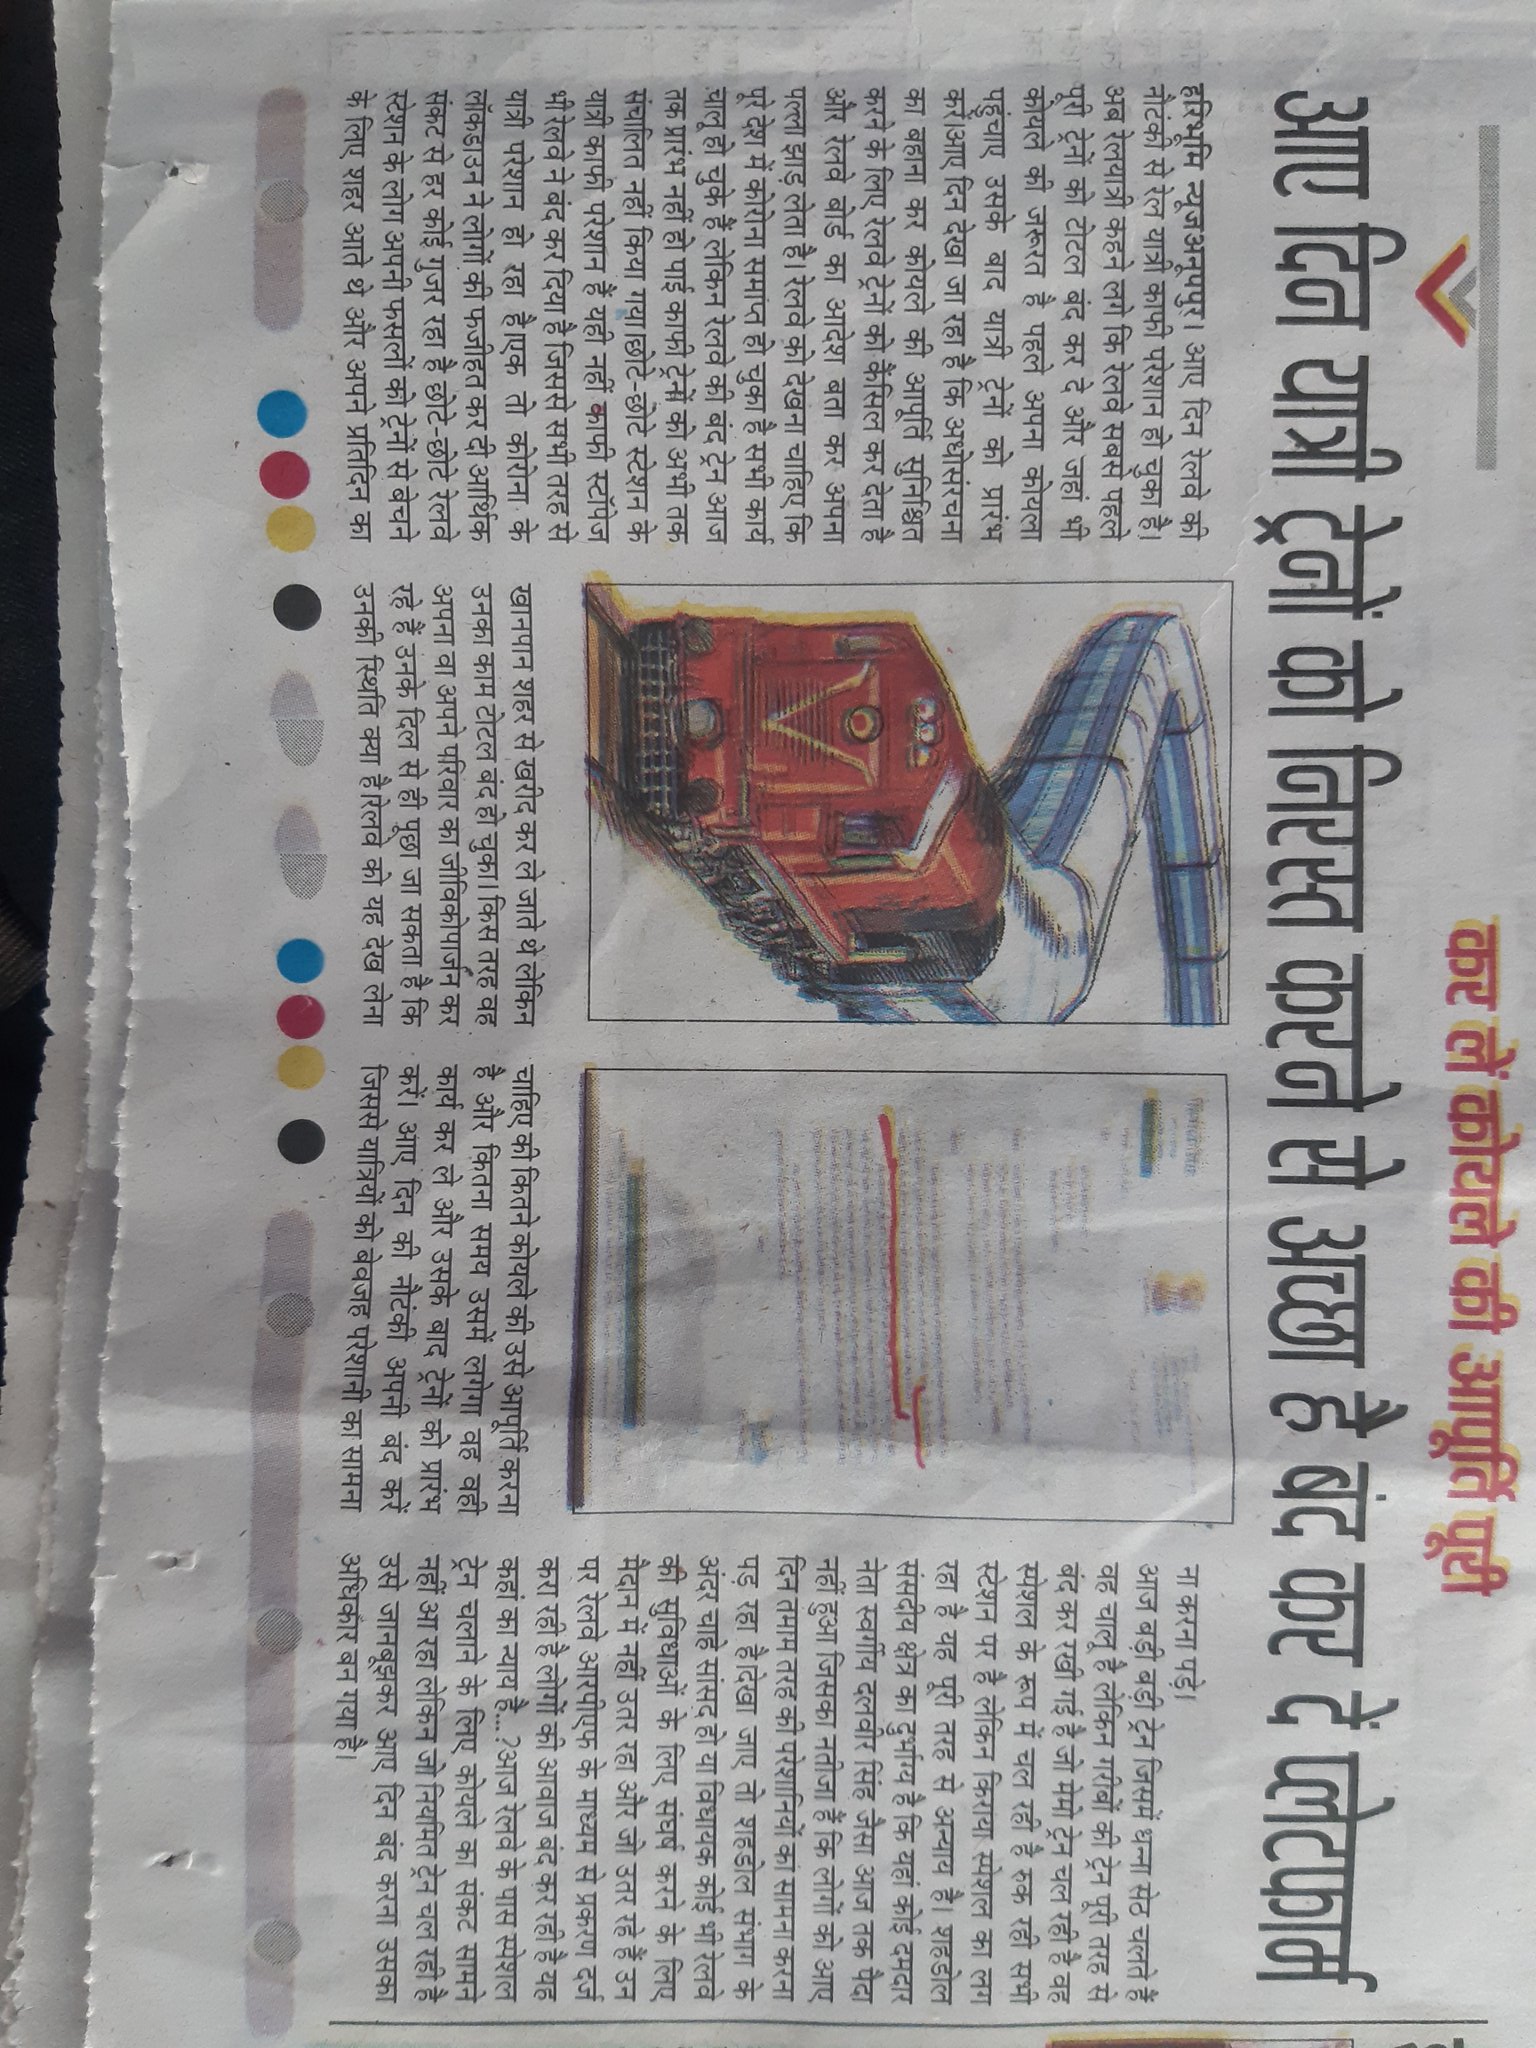 कर लें कोयले की आपूर्ति पूरी
आए दिन यात्री ट्रेनों को निरस्त करने से अच्छा है बंद कर दें प्लेटफार्म
हरिभूमि न्यूजअनूपपुर। आए दिन रेलवे की
नौटंकी से रेल यात्री काफी परेशान हो चुका है।
अब रेलयात्री कहने लगे कि रेलवे सबसे पहले
पूरी ट्रेनों को टोटल बंद कर दे और जहां भी
कोयले की जरूरत है पहले अपना कोयला
पहुंचाए उसके बाद यात्री ट्रेनों को प्रारंभ
करें।आए दिन देखा जा रहा है कि अधोसंरचना
का बहाना कर कोयले की आपूर्ति सुनिश्चित
करने के लिए रेलवे ट्रेनों को कैंसिल कर देता है
और रेलवे बोर्ड का आदेश बता कर अपना
पल्ला झाड़ लेता है। रेलवे को देखना चाहिए कि
पूरे देश में कोरोना समाप्त हो चुका है सभी कार्य
चालू हो चुके हैं लेकिन रेलवे की बंद ट्रेन आज
तक प्रारंभ नहीं हो पाई काफी ट्रेनों को अभी तक
संचालित नहीं किया गया।छोटे-छोटे स्टेशन के
यात्री काफी परेशान हैं यही नहीं काफी स्टॉपेज
भी रेलवे ने बंद कर दिया है जिससे सभी तरह से
यात्री परेशान हो रहा है।एक तो कोरोना के
लॉकडाउन ने लोगों की फजीहत कर दी आर्थिक
संकट से हर कोई गुजर रहा है छोटे-छोटे रेलवे
स्टेशन के लोग अपनी फसलों को ट्रेनों से बेचने
के लिए शहर आते थे और अपने प्रतिदिन का
खानपान शहर से खरीद कर ले जाते थे लेकिन
उनका काम टोटल बंद हो चुका। किस तरह वह
अपना वा अपने परिवार का जीविकोपार्जन कर
रहे हैं उनके दिल से ही पूछा जा सकता है कि
उनकी स्थिति क्या है।रेलवे को यह देख लेना
चाहिए की कितने कोयले की उसे आपूर्ति करना
है और कितना समय उसमें लगेगा वह वही
कार्य कर ले और उसके बाद ट्रेनों को प्रारंभ
करें। आए दिन की नौटंकी अपनी बंद करें
जिससे यात्रियों को बेवजह परेशानी का सामना
ना करना पड़े।
आज बड़ी बड़ी ट्रेन जिसमें धन्ना सेठ चलते हैं
वह चालू है लेकिन गरीबों की ट्रेन पूरी तरह से
बंद कर रखी गई है जो मेमो ट्रेन चल रही है वह
स्पेशल के रूप में चल रही है रुक रही सभी
स्टेशन पर है लेकिन किराया स्पेशल का लग
रहा है यह पूरी तरह से अन्याय है। शहडोल
संसदीय क्षेत्र का दुर्भाग्य है कि यहां कोई दमदार
नेता स्वर्गीय दलवीर सिंह जैसा आज तक पैदा
नहीं हुआ जिसका नतीजा हैं कि लोगों को आए
दिन तमाम तरह की परेशानियों का सामना करना
पड़ रहा है।देखा जाए तो शहडोल संभाग के
अंदर चाहे सांसद हो या विधायक कोई भी रेलवे
की सुविधाओं के लिए संघर्ष करने के लिए
मैदान में नहीं उतर रहा और जो उतर रहे हैं उन
पर रेलवे आरपीएफ के माध्यम से प्रकरण दर्ज
करा रही है लोगों की आवाज बंद कर रही है यह
कहां का न्याय है...?आज रेलवे के पास स्पेशल
ट्रेन चलाने के लिए कोयले का संकट सामने
नहीं आ रहा लेकिन जो नियमित ट्रेन चल रही है
उसे जानबूझकर आए दिन बंद करना उसका
अधिकार बन गया है।